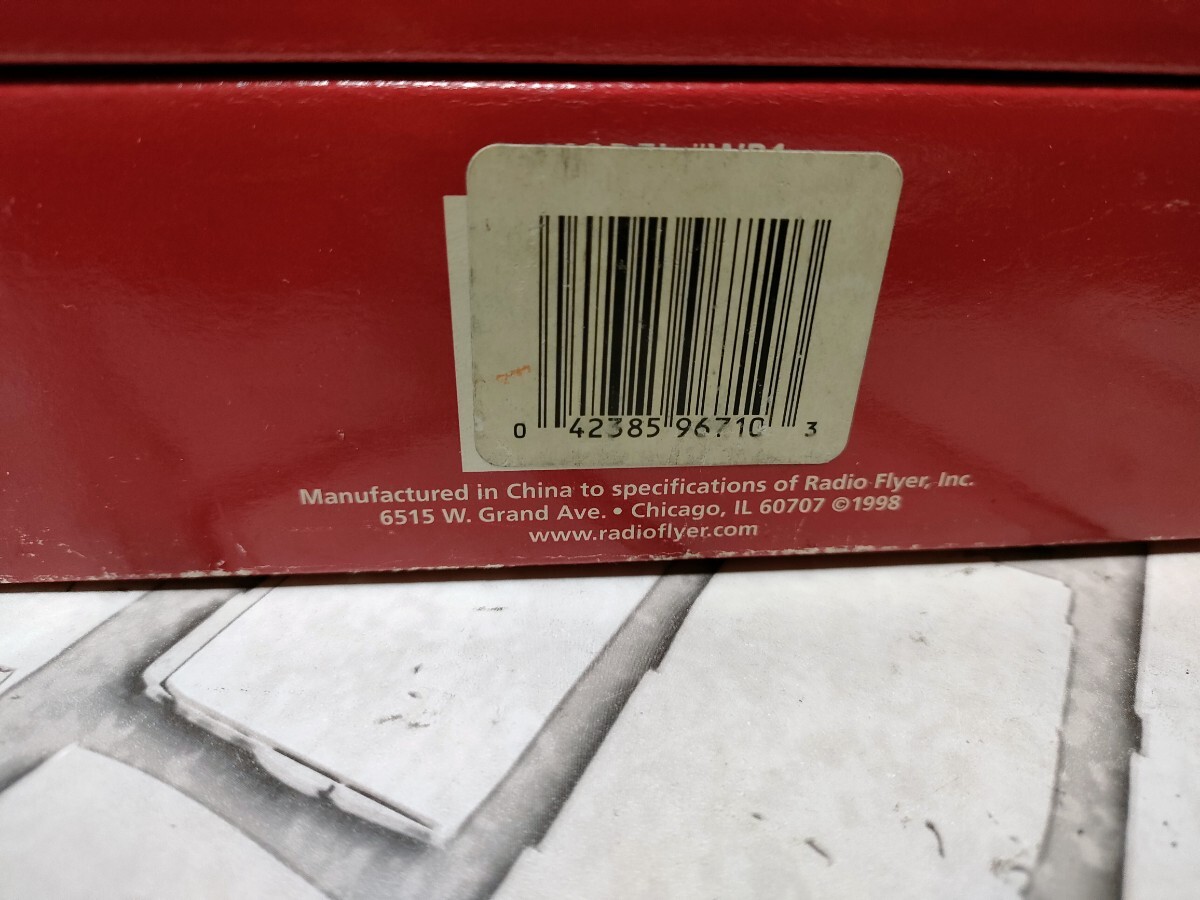 0 42385 96710 3
Manufactured in China to specifications of Radio Flyer, Inc.
6515 W. Grand Ave. • Chicago, IL 60707 ©1998
www.radioflyer.com